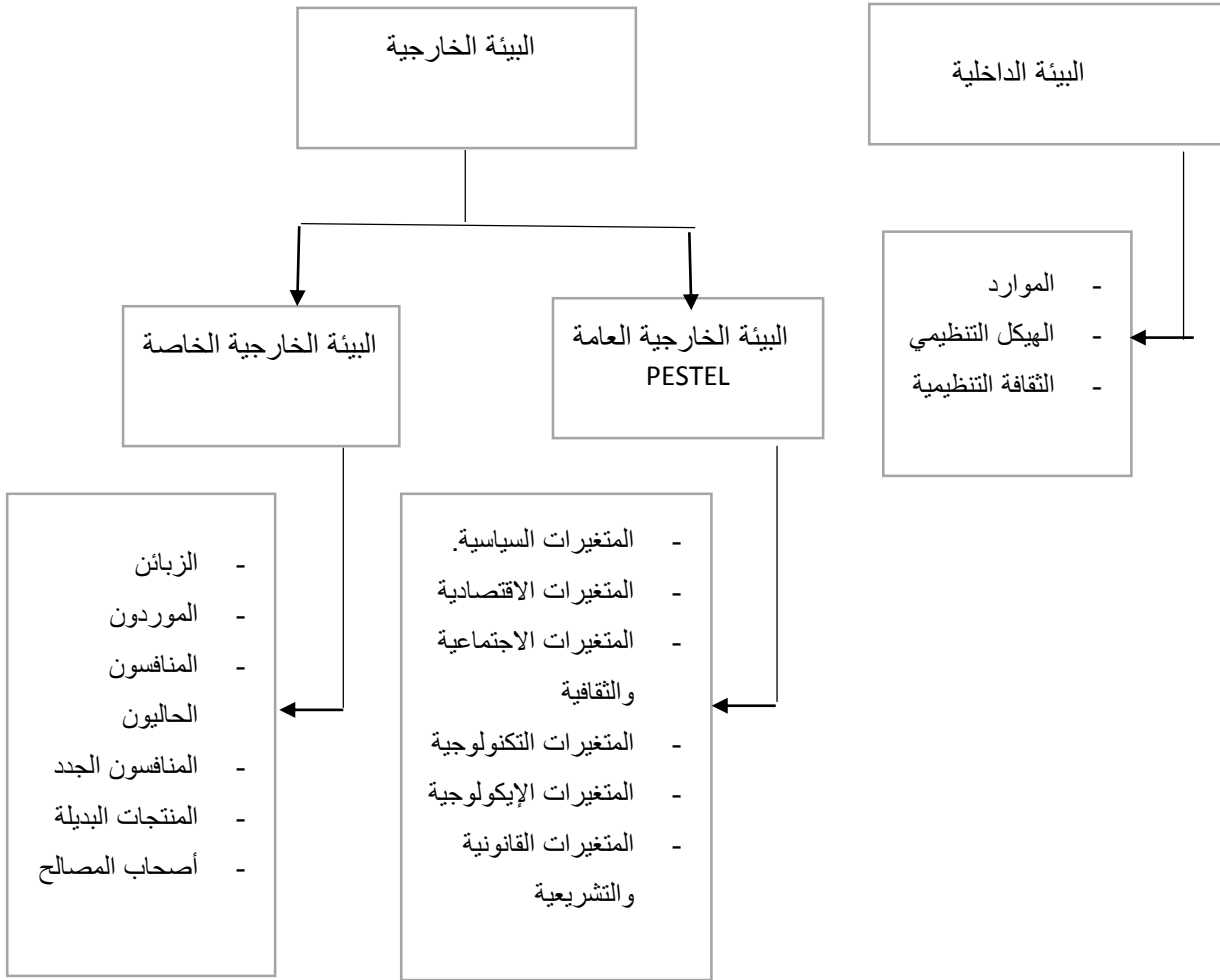 البيئة الداخلية
- الموارد
- الهيكل التنظيمي
- الثقافة التنظيمية
البيئة الخارجية
البيئة الخارجية العامة
PESTEL
- المتغيرات السياسية.
- المتغيرات الاقتصادية
- المتغيرات الاجتماعية
والثقافية
- المتغيرات التكنولوجية
- المتغيرات الإيكولوجية
- المتغيرات القانونية
والتشريعية
البيئة الخارجية الخاصة
- الزبائن
- الموردون
- المنافسون
الحاليون
- المنافسون الجدد
- المنتجات البديلة
- أصحاب المصالح